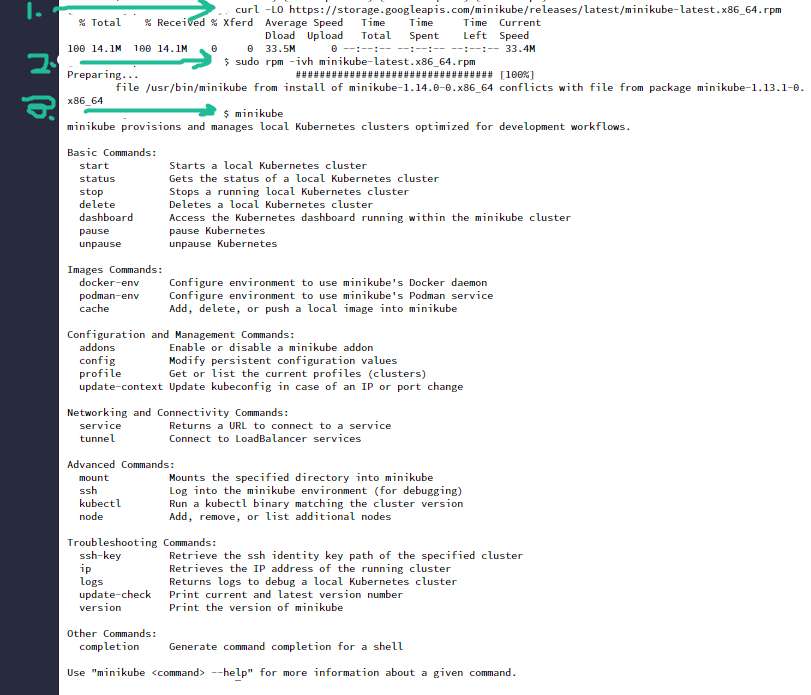 1. curl -LO https://storage.googleapis.com/minikube/releases/latest/minikube-latest.x86_64.rpm
% Total % Received % Xferd Average Speed Time Time Time Current
Dload Upload Total Spent Left Speed
100 14.1M 100 14.1M 0 0 33.5M 0 --:--:-- --:--:-- --:--:-- 33.4M
2. $ sudo rpm -ivh minikube-latest.x86_64.rpm
Preparing... ################################# [100%]
file /usr/bin/minikube from install of minikube-1.14.0-0.x86_64 conflicts with file from package minikube-1.13.1-0.
x86_64
3. $ minikube
minikube provisions and manages local Kubernetes clusters optimized for development workflows.
Basic Commands:
start Starts a local Kubernetes cluster
status Gets the status of a local Kubernetes cluster
stop Stops a running local Kubernetes cluster
delete Deletes a local Kubernetes cluster
dashboard Access the Kubernetes dashboard running within the minikube cluster
pause pause Kubernetes
unpause unpause Kubernetes
Images Commands:
docker-env Configure environment to use minikube's Docker daemon
podman-env Configure environment to use minikube's Podman service
cache Add, delete, or push a local image into minikube
Configuration and Management Commands:
addons Enable or disable a minikube addon
config Modify persistent configuration values
profile Get or list the current profiles (clusters)
update-context Update kubeconfig in case of an IP or port change
Networking and Connectivity Commands:
service Returns a URL to connect to a service
tunnel Connect to LoadBalancer services
Advanced Commands:
mount Mounts the specified directory into minikube
ssh Log into the minikube environment (for debugging)
kubectl Run a kubectl binary matching the cluster version
node Add, remove, or list additional nodes
Troubleshooting Commands:
ssh-key Retrieve the ssh identity key path of the specified cluster
ip Retrieves the IP address of the running cluster
logs Returns logs to debug a local Kubernetes cluster
update-check Print current and latest version number
version Print the version of minikube
Other Commands:
completion Generate command completion for a shell
Use "minikube <command> --help" for more information about a given command.